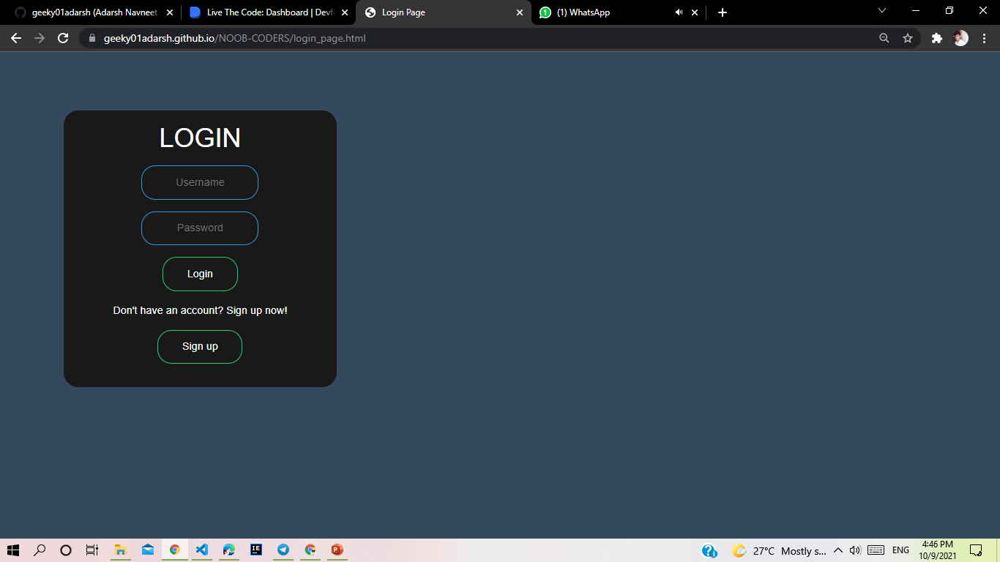 geeky01adarsh (Adarsh Navneet
Live The Code: Dashboard | Devfo
Login Page
(1) WhatsApp
geeky01adarsh.github.io/NOOB-CODERS/login_page.html
LOGIN
Username
Password
Login
Don't have an account? Sign up now!
Sign up
27°C Mostly s...
ENG
4:46 PM
10/9/2021